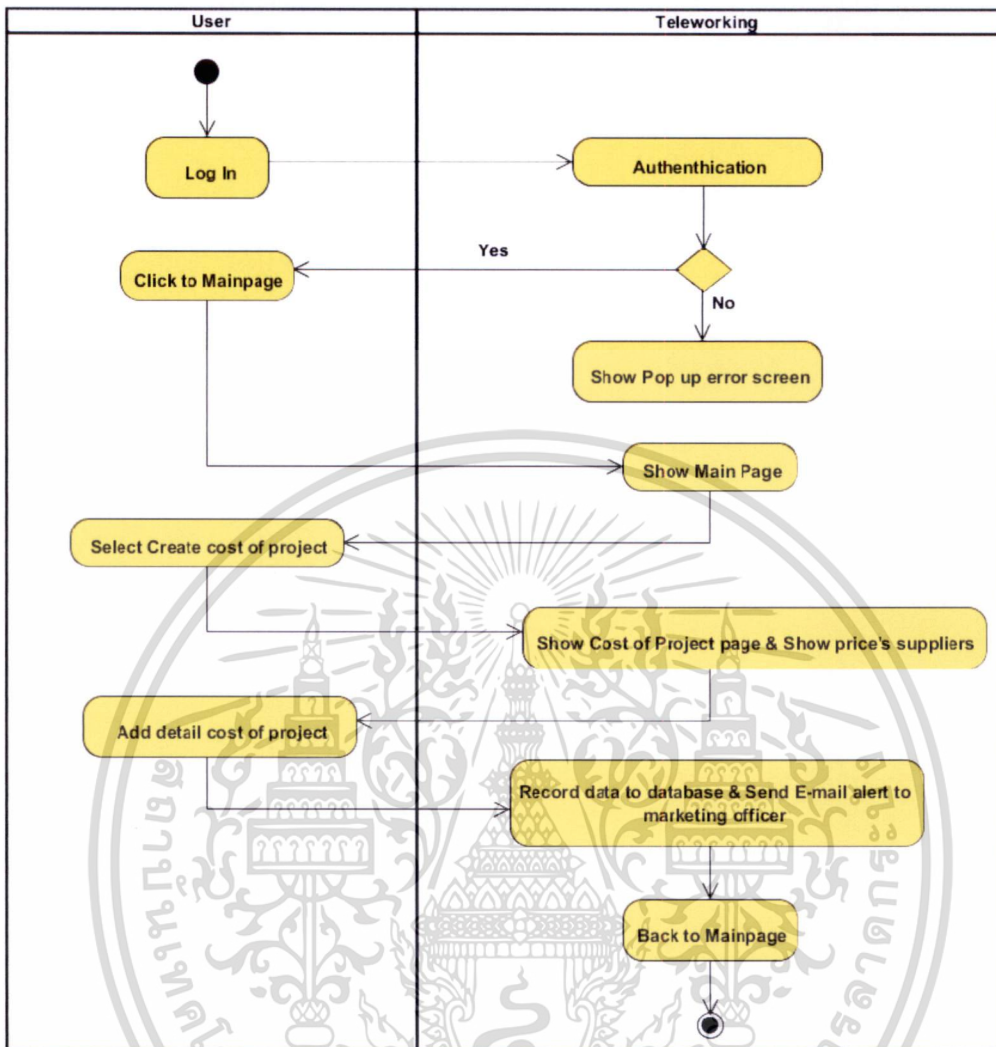 User
Teleworking
Log In
Authenthication
Yes
Click to Mainpage
No
Show Pop up error screen
Show Main Page
Select Create cost of project
Show Cost of Project page & Show price's suppliers
Add detail cost of project
Record data to database & Send E-mail alert to
marketing officer
Back to Mainpage